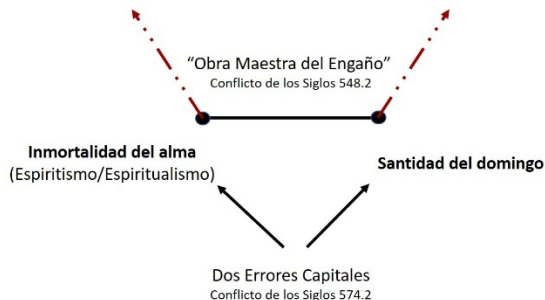 “Obra Maestra del Engaño”
Conflicto de los Siglos 548.2
Inmortalidad del alma
(Espiritismo/Espiritualismo)
Santidad del domingo
Dos Errores Capitales
Conflicto de los Siglos 574.2